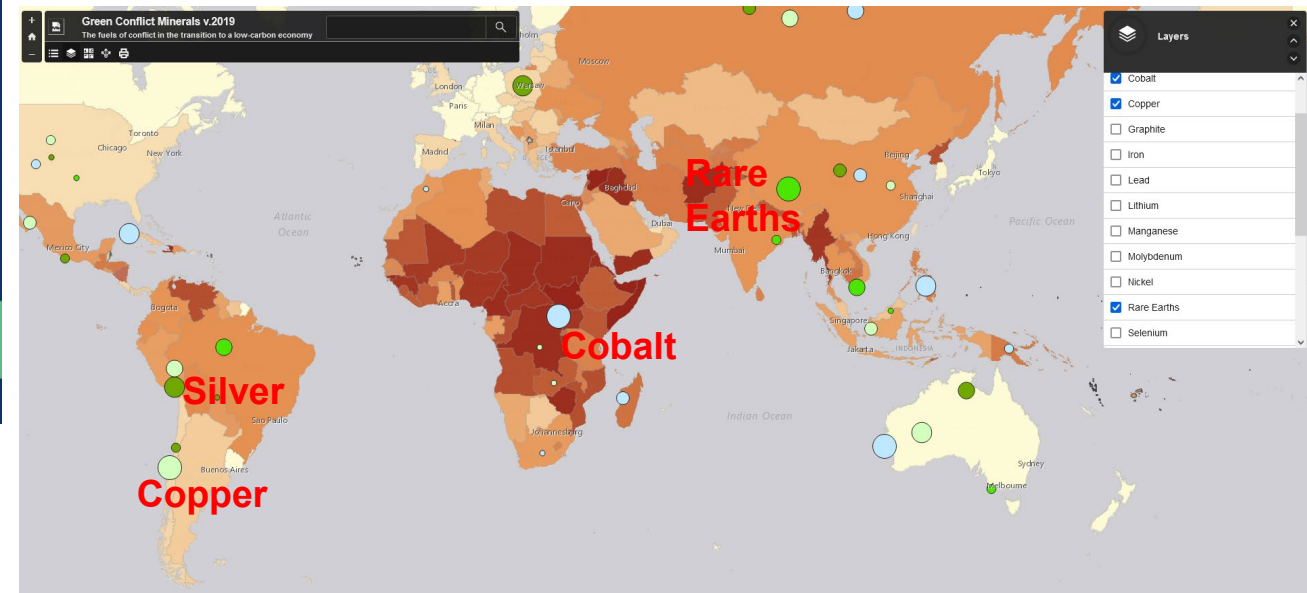 Green Conflict Minerals v.2019
The fuels of conflict in the transition to a low-carbon economy
Layers
Cobalt
Copper
Graphite
Iron
Lead
Lithium
Manganese
Molybdenum
Nickel
Rare Earths
Selenium
Moscow
London
Warsaw
Paris
Milan
Madrid
Istanbul
Toronto
Chicago
New York
Atlantic
Ocean
Mexico City
Bogota
Sao Paulo
Buenos Aires
Accra
Cairo
Baghdad
Dubai
Johannesburg
Mumbai
Beijing
Shanghai
Tokyo
Hong Kong
Bangkok
Singapore
Jakarta
INDONESIA
Pacific Ocean
Indian Ocean
Sydney
Melbourne
Rare
Earths
Cobalt
Silver
Copper